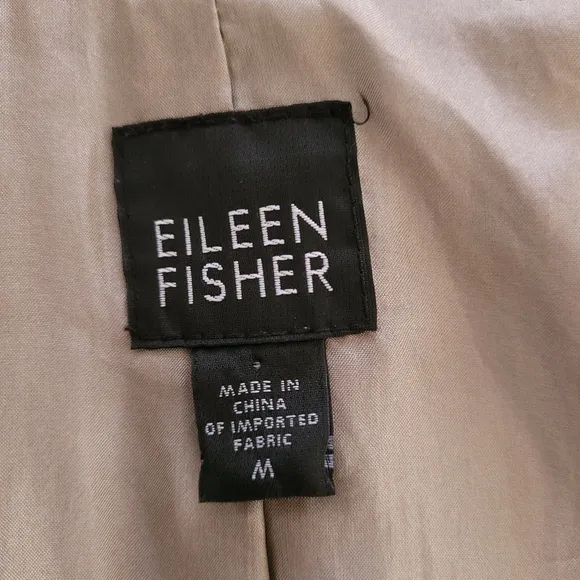 EILEEN
FISHER
MADE IN
CHINA
OF IMPORTED
FABRIC
M